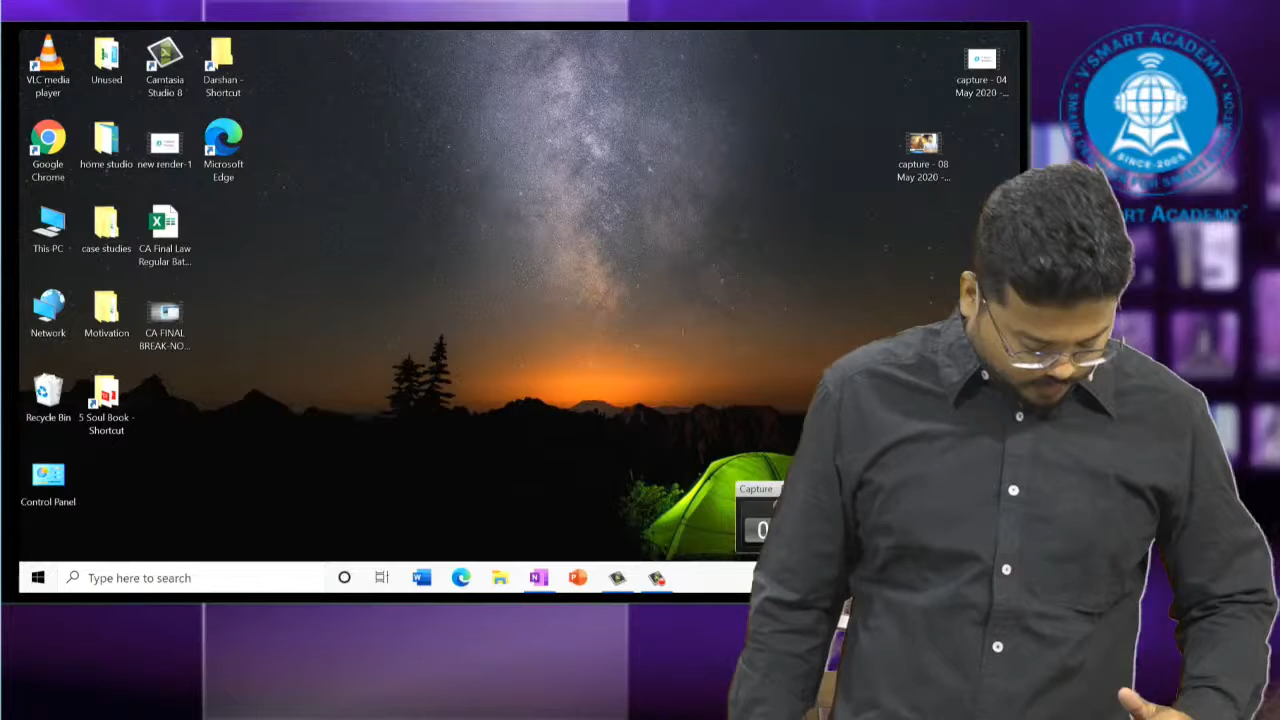 VLC media
player
Unused
Camtasia
Studio 8
Darshan -
Shortcut
capture - 04
May 2020 -...
Google
Chrome
home studio
new render-1
Microsoft
Edge
capture - 08
May 2020 -...
This PC
case studies
CA Final Law
Regular Bat...
Network
Motivation
CA FINAL
BREAK-NO...
Recycle Bin
5 Soul Book -
Shortcut
Control Panel
Capture
0
Type here to search
V'SMART ACADEMY
SINCE-2005
ART ACADEMY